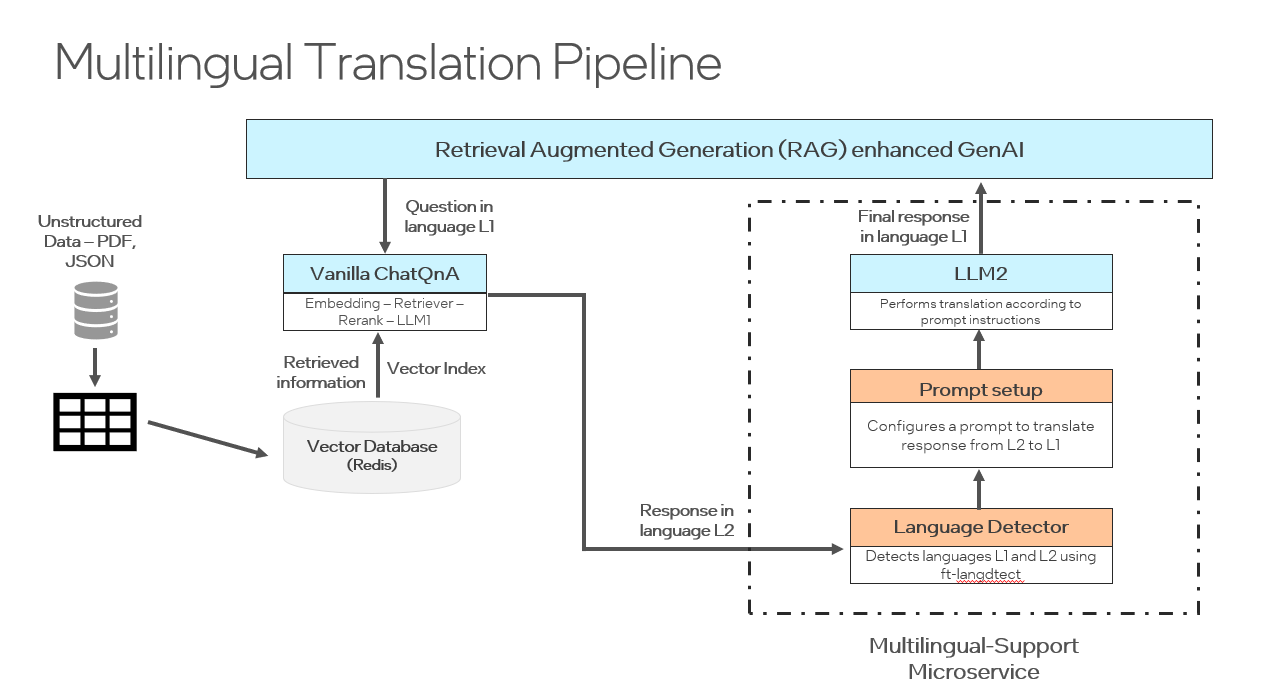 Multilingual Translation Pipeline
Retrieval Augmented Generation (RAG) enhanced GenAI
Unstructured
Data – PDF,
JSON
Question in
language L1
Vanilla ChatQnA
Embedding – Retriever –
Rerank – LLM1
Retrieved
information
Vector Index
Vector Database
(Redis)
Response in
language L2
Final response
in language L1
LLM2
Performs translation according to
prompt instructions
Prompt setup
Configures a prompt to translate
response from L2 to L1
Language Detector
Detects languages L1 and L2 using
ft-langdtect
Multilingual-Support
Microservice